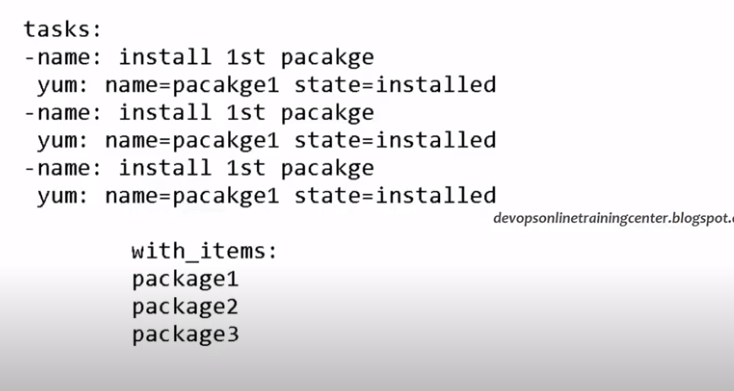 tasks:
-name: install 1st pacakge
yum: name=pacakge1 state=installed
-name: install 1st pacakge
yum: name=pacakge1 state=installed
-name: install 1st pacakge
yum: name=pacakge1 state=installed
devopsonlinetrainingcenter.blogspot.
with_items:
package1
package2
package3